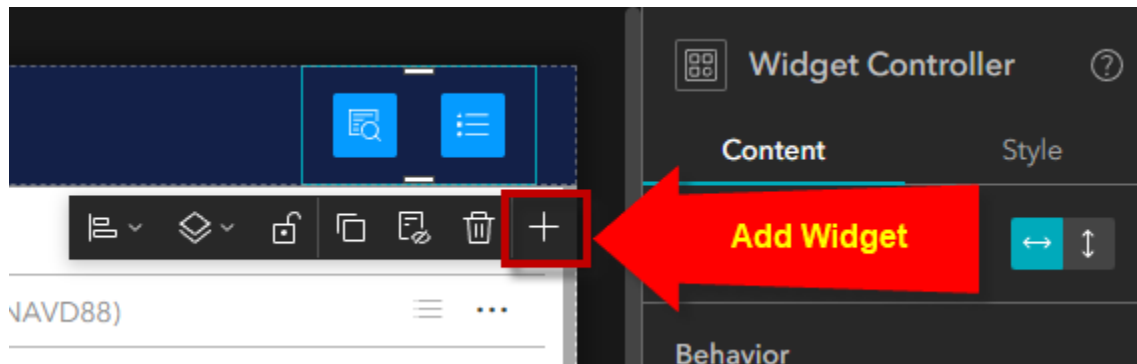 Widget Controller
Content
Style
Add Widget
NAVD88)
Behavior